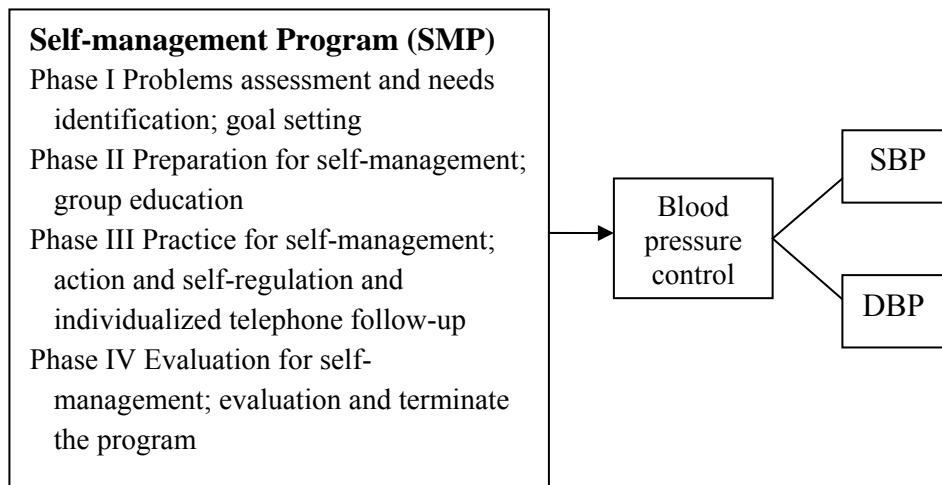 Self-management Program (SMP)
Phase I Problems assessment and needs
identification; goal setting
Phase II Preparation for self-management;
group education
Phase III Practice for self-management;
action and self-regulation and
individualized telephone follow-up
Phase IV Evaluation for self-
management; evaluation and terminate
the program
Blood
pressure
control
SBP
DBP